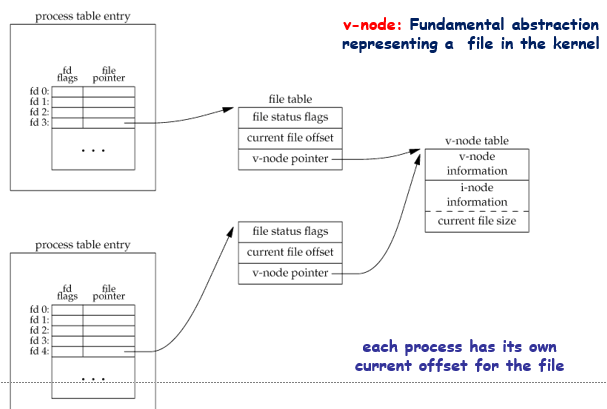 process table entry
v-node: Fundamental abstraction
representing a file in the kernel
fd
flags
file
pointer
fd 0:
fd 1:
fd 2:
fd 3:
. . .
file table
file status flags
current file offset
v-node pointer
v-node table
v-node
information
i-node
information
current file size
process table entry
fd
flags
file
pointer
fd 0:
fd 1:
fd 2:
fd 3:
fd 4:
. . .
file status flags
current file offset
v-node pointer
each process has its own
current offset for the file